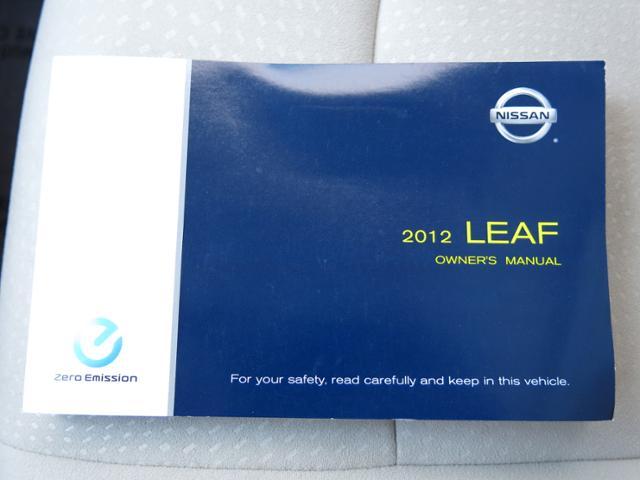 NISSAN
2012 LEAF
OWNER'S MANUAL
Zero Emission
For your safety, read carefully and keep in this vehicle.